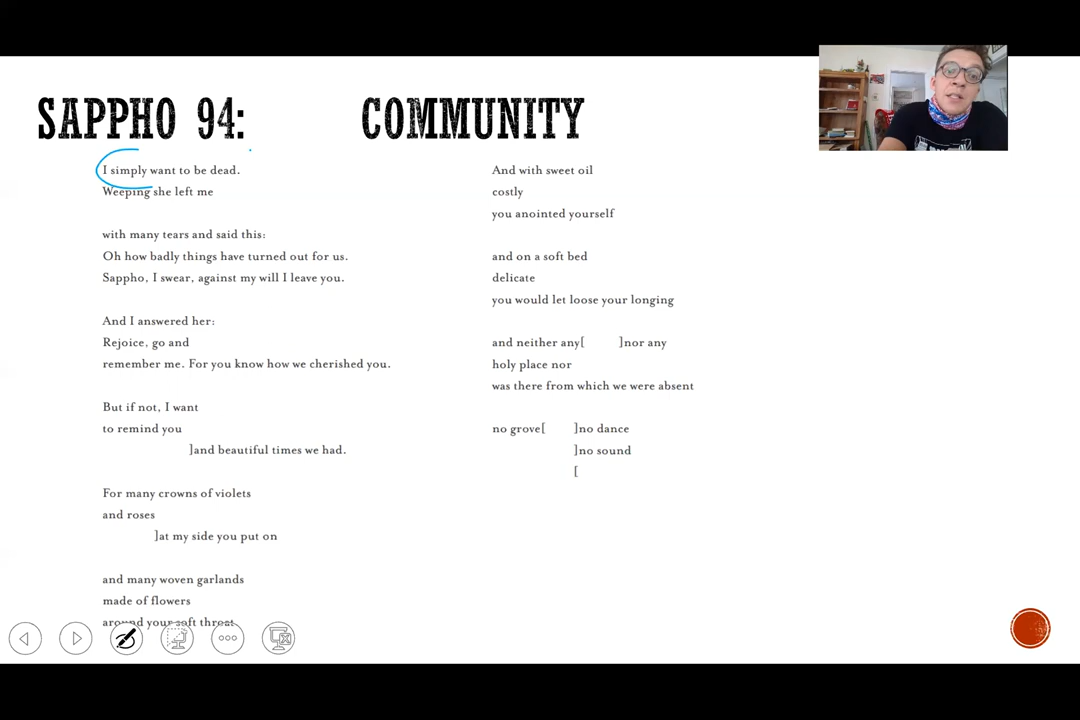 SAPPHO 94: COMMUNITY
I simply want to be dead.
Weeping she left me
with many tears and said this:
Oh how badly things have turned out for us.
Sappho, I swear, against my will I leave you.
And I answered her:
Rejoice, go and
remember me. For you know how we cherished you.
But if not, I want
to remind you
]and beautiful times we had.
For many crowns of violets
and roses
]at my side you put on
and many woven garlands
made of flowers
around your soft throat.
And with sweet oil
costly
you anointed yourself
and on a soft bed
delicate
you would let loose your longing
and neither any[ ]nor any
holy place nor
was there from which we were absent
no grove[ ]no dance
]no sound
[